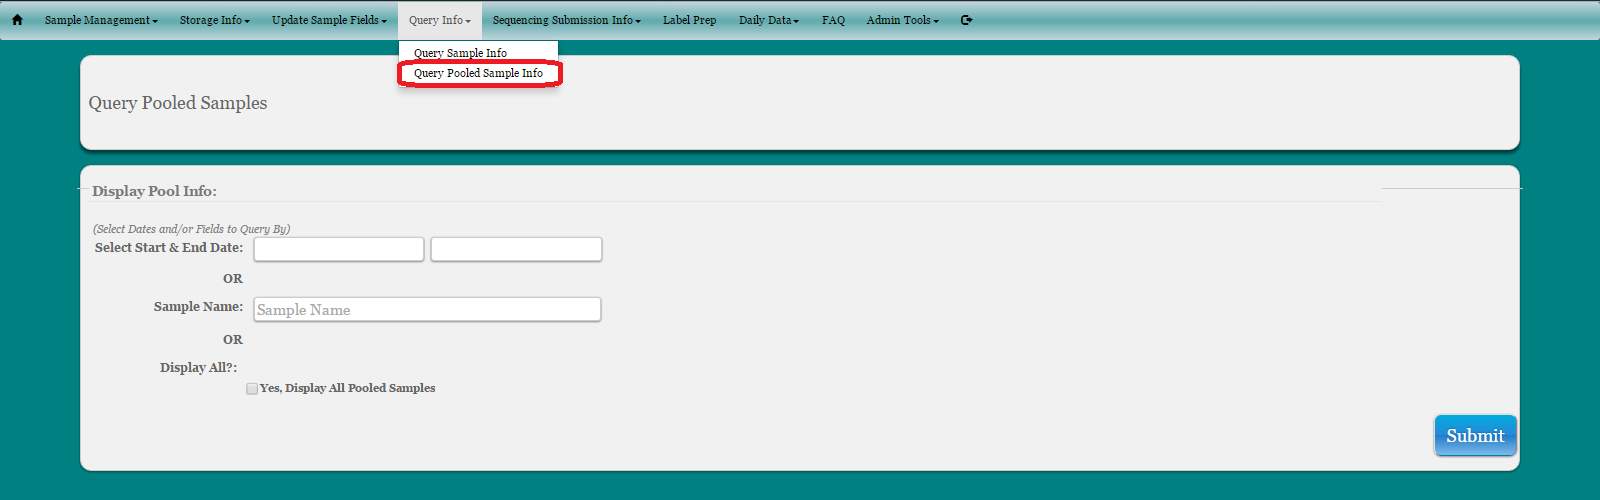 Sample Management Storage Info Update Sample Fields Query Info Sequencing Submission Info Label Prep Daily Data FAQ Admin Tools
Query Sample Info
Query Pooled Sample Info
Query Pooled Samples
Display Pool Info:
(Select Dates and/or Fields to Query By)
Select Start & End Date:
OR
Sample Name: Sample Name
OR
Display All?:
Yes, Display All Pooled Samples
Submit